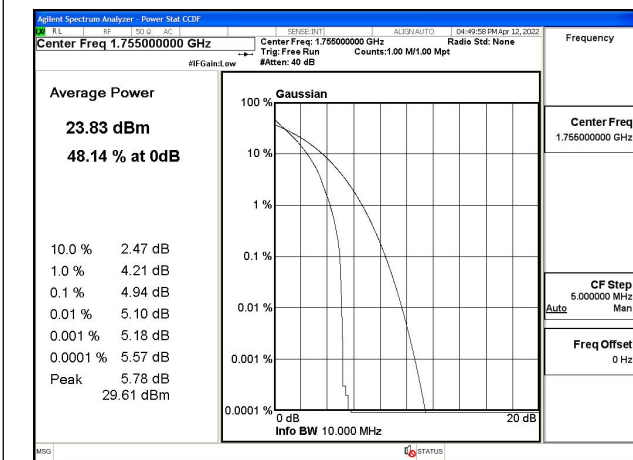 Agilent Spectrum Analyzer - Power Stat CCDF
RL RF 50 Ω AC SENSE:INT ALIGN AUTO 04:49:58 PM Apr 12, 2022
Center Freq 1.755000000 GHz
Center Freq: 1.755000000 GHz Radio Std: None
Trig: Free Run Counts:1.00 M/1.00 Mpt
#IFGain:Low #Atten: 40 dB
Frequency
Average Power
23.83 dBm
48.14 % at 0dB
10.0 % 2.47 dB
1.0 % 4.21 dB
0.1 % 4.94 dB
0.01 % 5.10 dB
0.001 % 5.18 dB
0.0001 % 5.57 dB
Peak 5.78 dB
29.61 dBm
Gaussian
100 %
10 %
1 %
0.1 %
0.01 %
0.001 %
0.0001 %
0 dB 20 dB
Info BW 10.000 MHz
Center Freq
1.755000000 GHz
CF Step
5.000000 MHz
Auto Man
Freq Offset
0 Hz
MSG STATUS